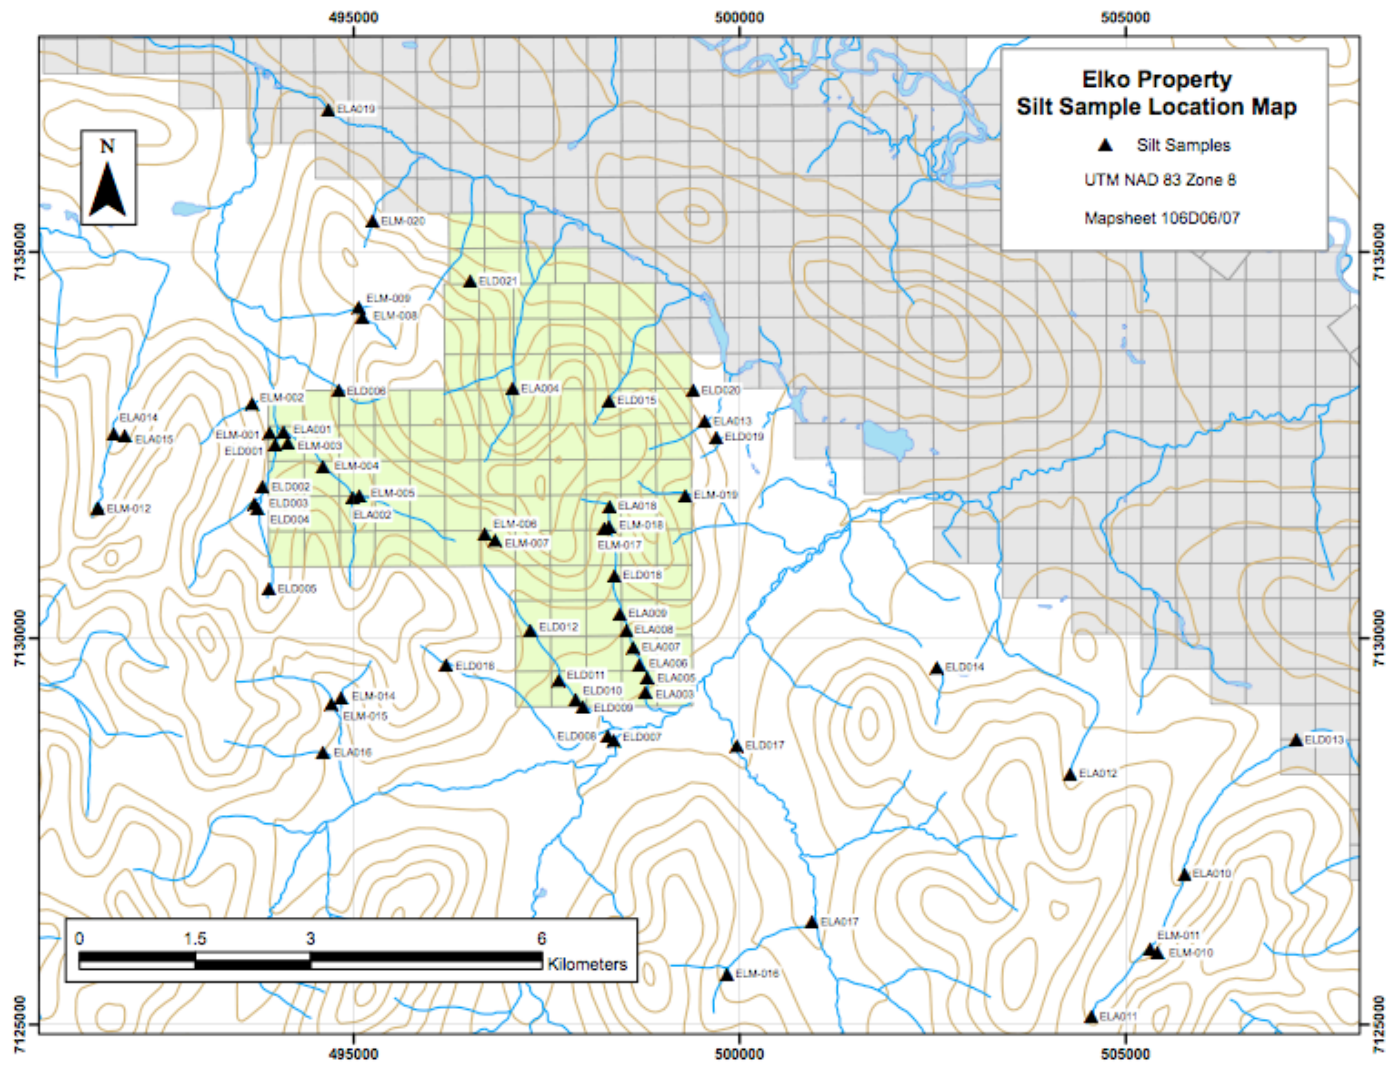 495000
500000
505000
Elko Property
Silt Sample Location Map
Silt Samples
UTM NAD 83 Zone 8
Mapsheet 106D06/07
N
ELA019
ELM-020
7135000
7135000
ELD021
ELM-009
ELM-008
ELD006
ELA004
ELD020
ELM-002
ELD015
ELA014
ELA013
ELM-001
ELA001
ELA015
ELD019
ELD001
ELM-003
ELM-004
ELD002
ELM-005
ELM-019
ELD003
ELM-012
ELA002
ELA018
ELD004
ELM-006
ELM-018
ELM-007
ELM-017
ELD018
ELD005
ELA009
ELD012
ELA008
7130000
7130000
ELA007
ELD016
ELA006
ELD014
ELD011
ELA005
ELM-014
ELD010
ELA003
ELM-015
ELD009
ELD008
ELD007
ELD017
ELD013
ELA016
ELA012
ELA010
ELA017
ELM-011
0
1.5
3
6
ELM-010
Kilometers
ELM-016
ELA011
7125000
7125000
495000
500000
505000